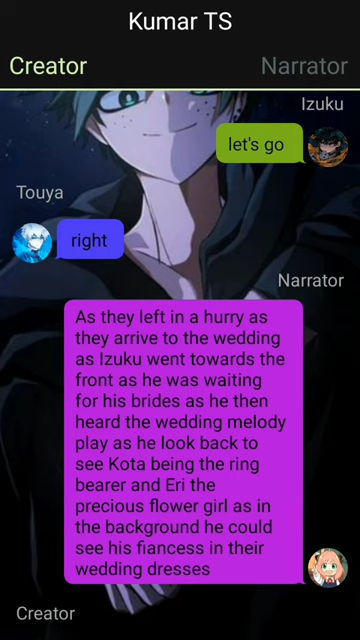 Kumar TS
Creator
Narrator
Izuku
let's go
Touya
right
Narrator
As they left in a hurry as
they arrive to the wedding
as Izuku went towards the
front as he was waiting
for his brides as he then
heard the wedding melody
play as he look back to
see Kota being the ring
bearer and Eri the
precious flower girl as in
the background he could
see his fiancess in their
wedding dresses
Creator